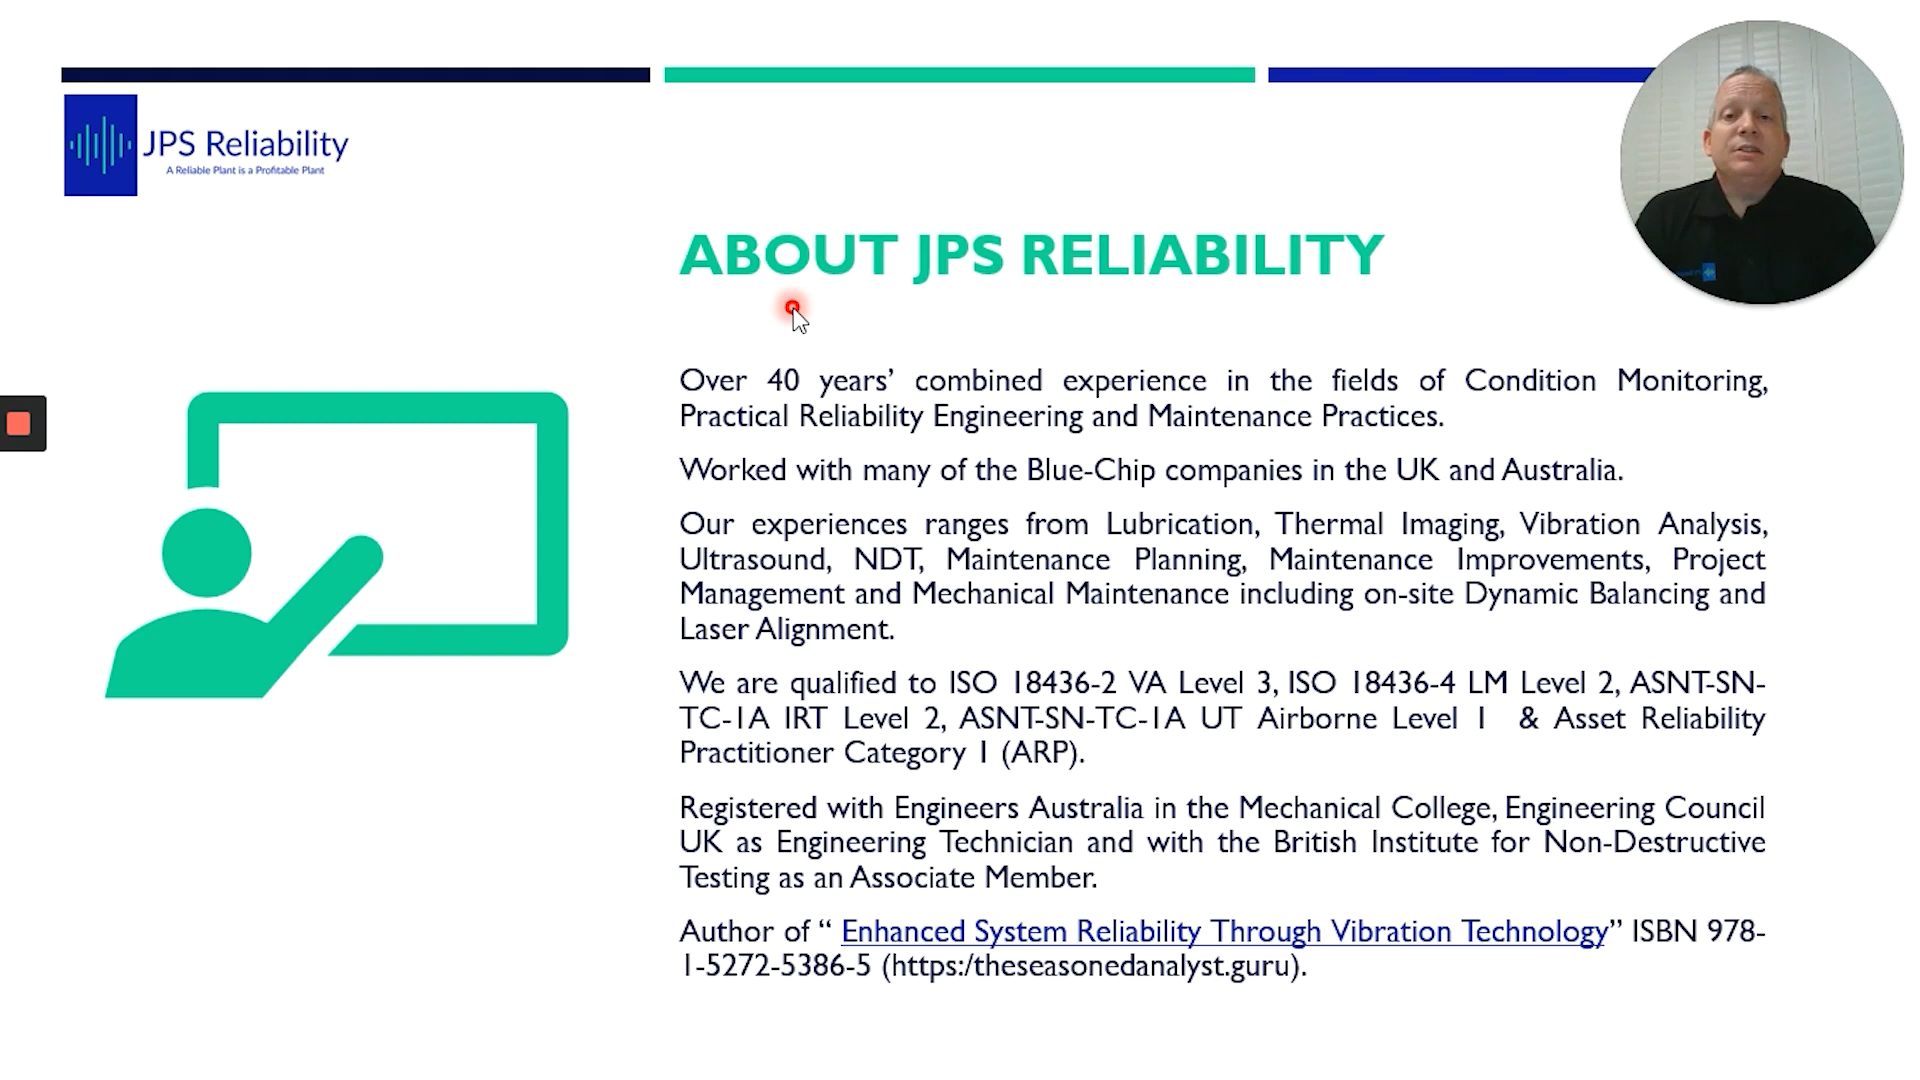 JPS Reliability
A Reliable Plant is a Profitable Plant
ABOUT JPS RELIABILITY
Over 40 years’ combined experience in the fields of Condition Monitoring,
Practical Reliability Engineering and Maintenance Practices.
Worked with many of the Blue-Chip companies in the UK and Australia.
Our experiences ranges from Lubrication, Thermal Imaging, Vibration Analysis,
Ultrasound, NDT, Maintenance Planning, Maintenance Improvements, Project
Management and Mechanical Maintenance including on-site Dynamic Balancing and
Laser Alignment.
We are qualified to ISO 18436-2 VA Level 3, ISO 18436-4 LM Level 2, ASNT-SN-
TC-1A IRT Level 2, ASNT-SN-TC-1A UT Airborne Level 1 & Asset Reliability
Practitioner Category 1 (ARP).
Registered with Engineers Australia in the Mechanical College, Engineering Council
UK as Engineering Technician and with the British Institute for Non-Destructive
Testing as an Associate Member.
Author of “ Enhanced System Reliability Through Vibration Technology” ISBN 978-
1-5272-5386-5 (https:/theseasonedanalyst.guru).